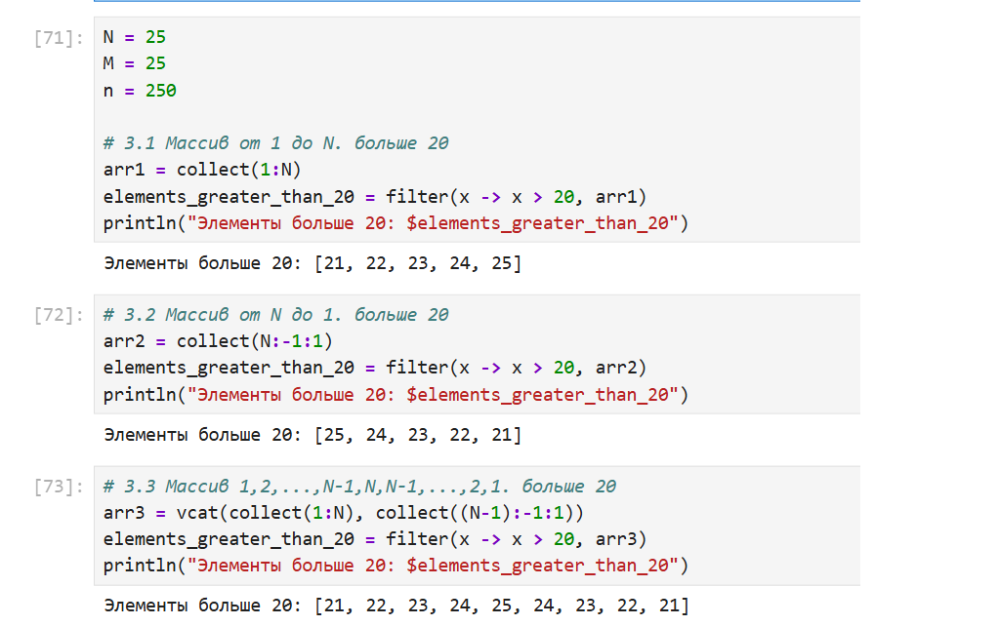 [71]:
N = 25
M = 25
n = 250
# 3.1 Массив от 1 до N. больше 20
arr1 = collect(1:N)
elements_greater_than_20 = filter(x -> x > 20, arr1)
println("Элементы больше 20: $elements_greater_than_20")
Элементы больше 20: [21, 22, 23, 24, 25]
[72]:
# 3.2 Массив от N до 1. больше 20
arr2 = collect(N:-1:1)
elements_greater_than_20 = filter(x -> x > 20, arr2)
println("Элементы больше 20: $elements_greater_than_20")
Элементы больше 20: [25, 24, 23, 22, 21]
[73]:
# 3.3 Массив 1,2,...,N-1,N,N-1,...,2,1. больше 20
arr3 = vcat(collect(1:N), collect((N-1):-1:1))
elements_greater_than_20 = filter(x -> x > 20, arr3)
println("Элементы больше 20: $elements_greater_than_20")
Элементы больше 20: [21, 22, 23, 24, 25, 24, 23, 22, 21]